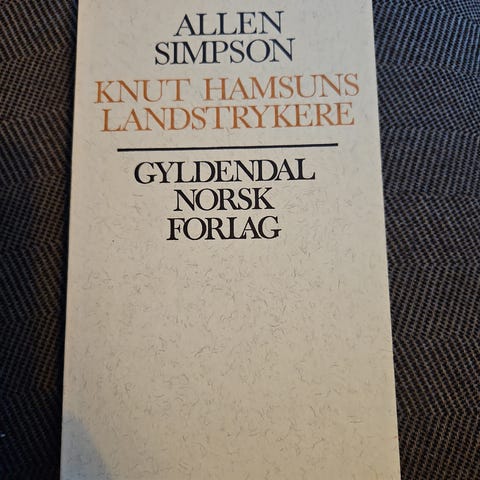 ALLEN
SIMPSON
KNUT HAMSUNS
LANDSTRYKERE
GYLDENDAL
NORSK
FORLAG